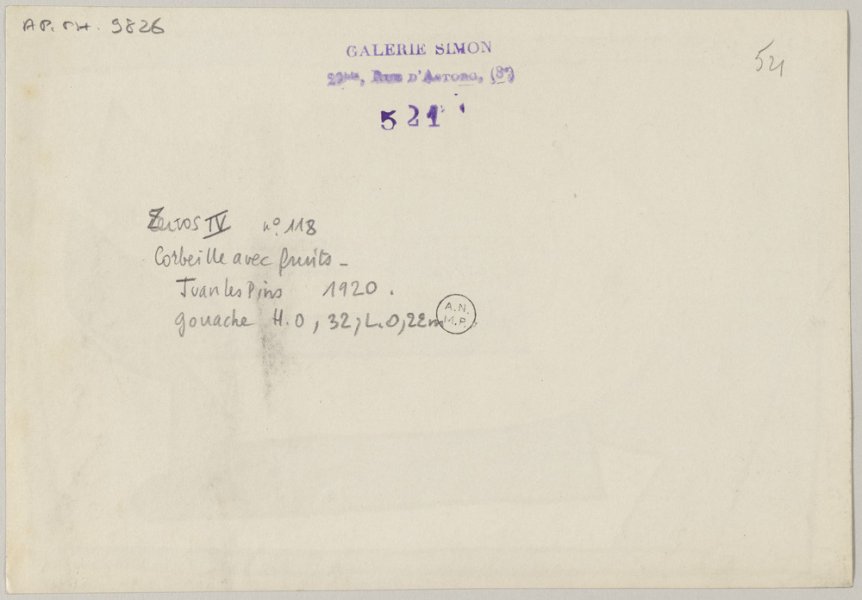 AP. PH. 9826
GALERIE SIMON
521
29bis, RUE D'ASTORG, (8e)
521
Zervos IV n° 118
Corbeille avec fruits -
Juan les Pins 1920.
gouache H. 0,32; L. 0,22m
A.N.
M.P.